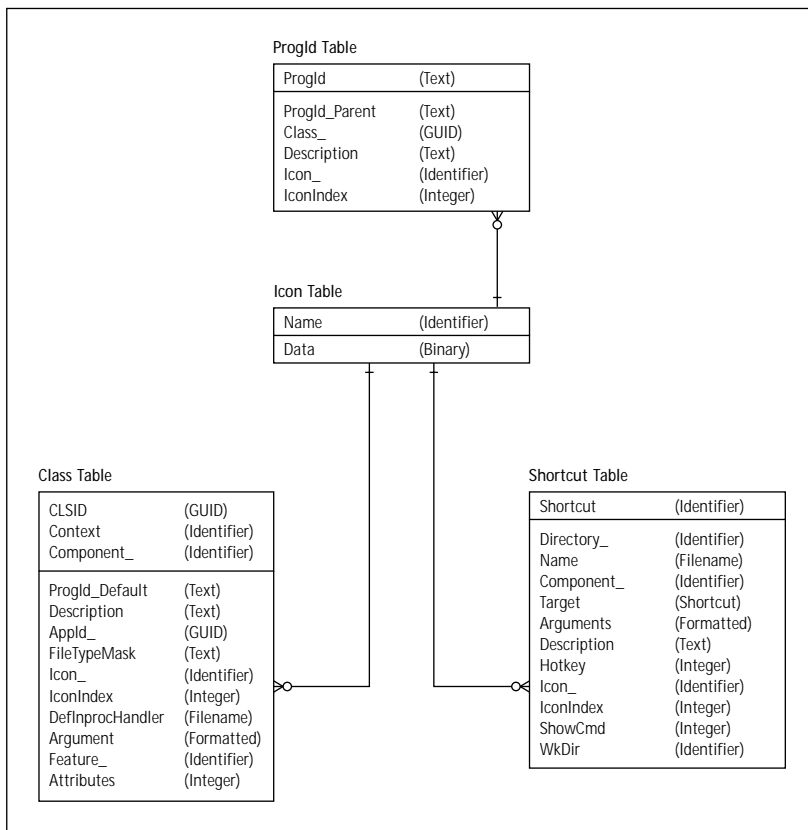 ProgId Table
ProgId (Text)
ProgId_Parent (Text)
Class_ (GUID)
Description (Text)
Icon_ (Identifier)
IconIndex (Integer)
Icon Table
Name (Identifier)
Data (Binary)
Class Table
CLSID (GUID)
Context (Identifier)
Component_ (Identifier)
ProgId_Default (Text)
Description (Text)
AppId_ (GUID)
FileTypeMask (Text)
Icon_ (Identifier)
IconIndex (Integer)
DefInprocHandler (Filename)
Argument (Formatted)
Feature_ (Identifier)
Attributes (Integer)
Shortcut Table
Shortcut (Identifier)
Directory_ (Identifier)
Name (Filename)
Component_ (Identifier)
Target (Shortcut)
Arguments (Formatted)
Description (Text)
Hotkey (Integer)
Icon_ (Identifier)
IconIndex (Integer)
ShowCmd (Integer)
WkDir (Identifier)